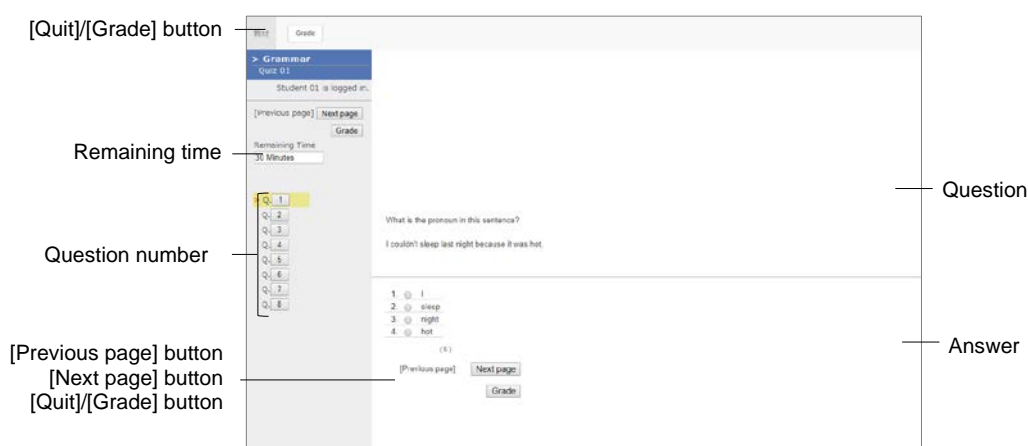 [Quit]/[Grade] button
Grade
> Grammar
Quiz 01
Student 01 is logged in.
[Previous page] Next page
Grade
Remaining Time
30 Minutes
Remaining time
> Q. 1
Q. 2
Q. 3
Q. 4
Q. 5
Q. 6
Q. 7
Q. 8
Question number
What is the pronoun in this sentence?
I couldn't sleep last night because it was hot.
Question
1. I
2. sleep
3. night
4. hot
[Previous page] Next page
Grade
Answer
[Previous page] button
[Next page] button
[Quit]/[Grade] button